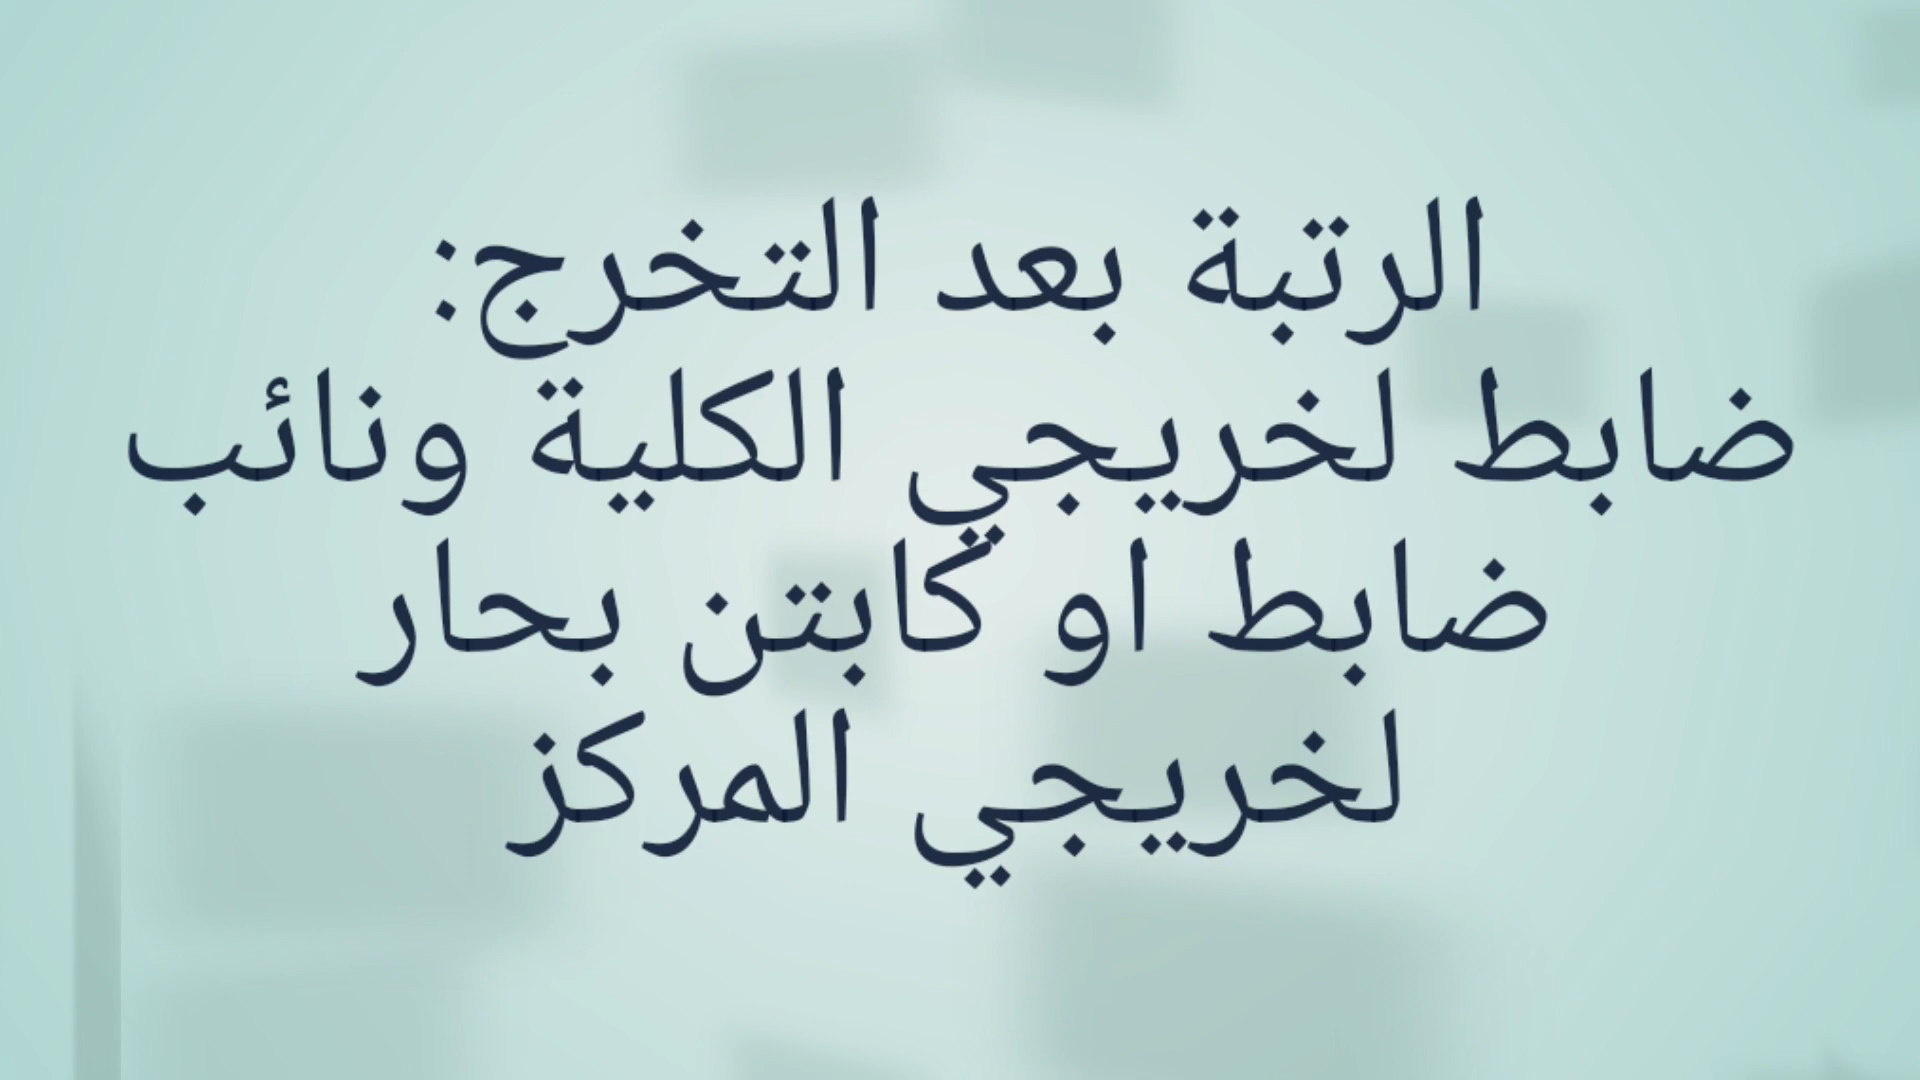 الرتبة بعد التخرج:
ضابط لخريجي الكلية ونائب
ضابط او كابتن بحار
لخريجي المركز